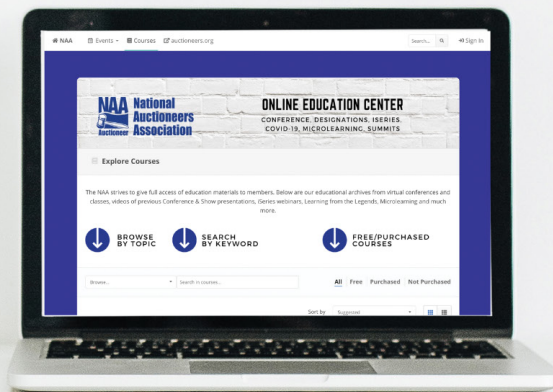 NAA
Events
Courses
auctioneers.org
Search...
Sign In
NAA
Auctioneer
National
Auctioneers
Association
ONLINE EDUCATION CENTER
CONFERENCE, DESIGNATIONS, ISERIES,
COVID-19, MICROLEARNING, SUMMITS
Explore Courses
The NAA strives to give full access of education materials to members. Below are our educational archives from virtual conferences and
classes, videos of previous Conference & Show presentations, iSeries webinars, Learning from the Legends, Microlearning and much
more.
BROWSE
BY TOPIC
SEARCH
BY KEYWORD
FREE/PURCHASED
COURSES
Browse...
Search in courses...
All Free Purchased Not Purchased
Sort by Suggested